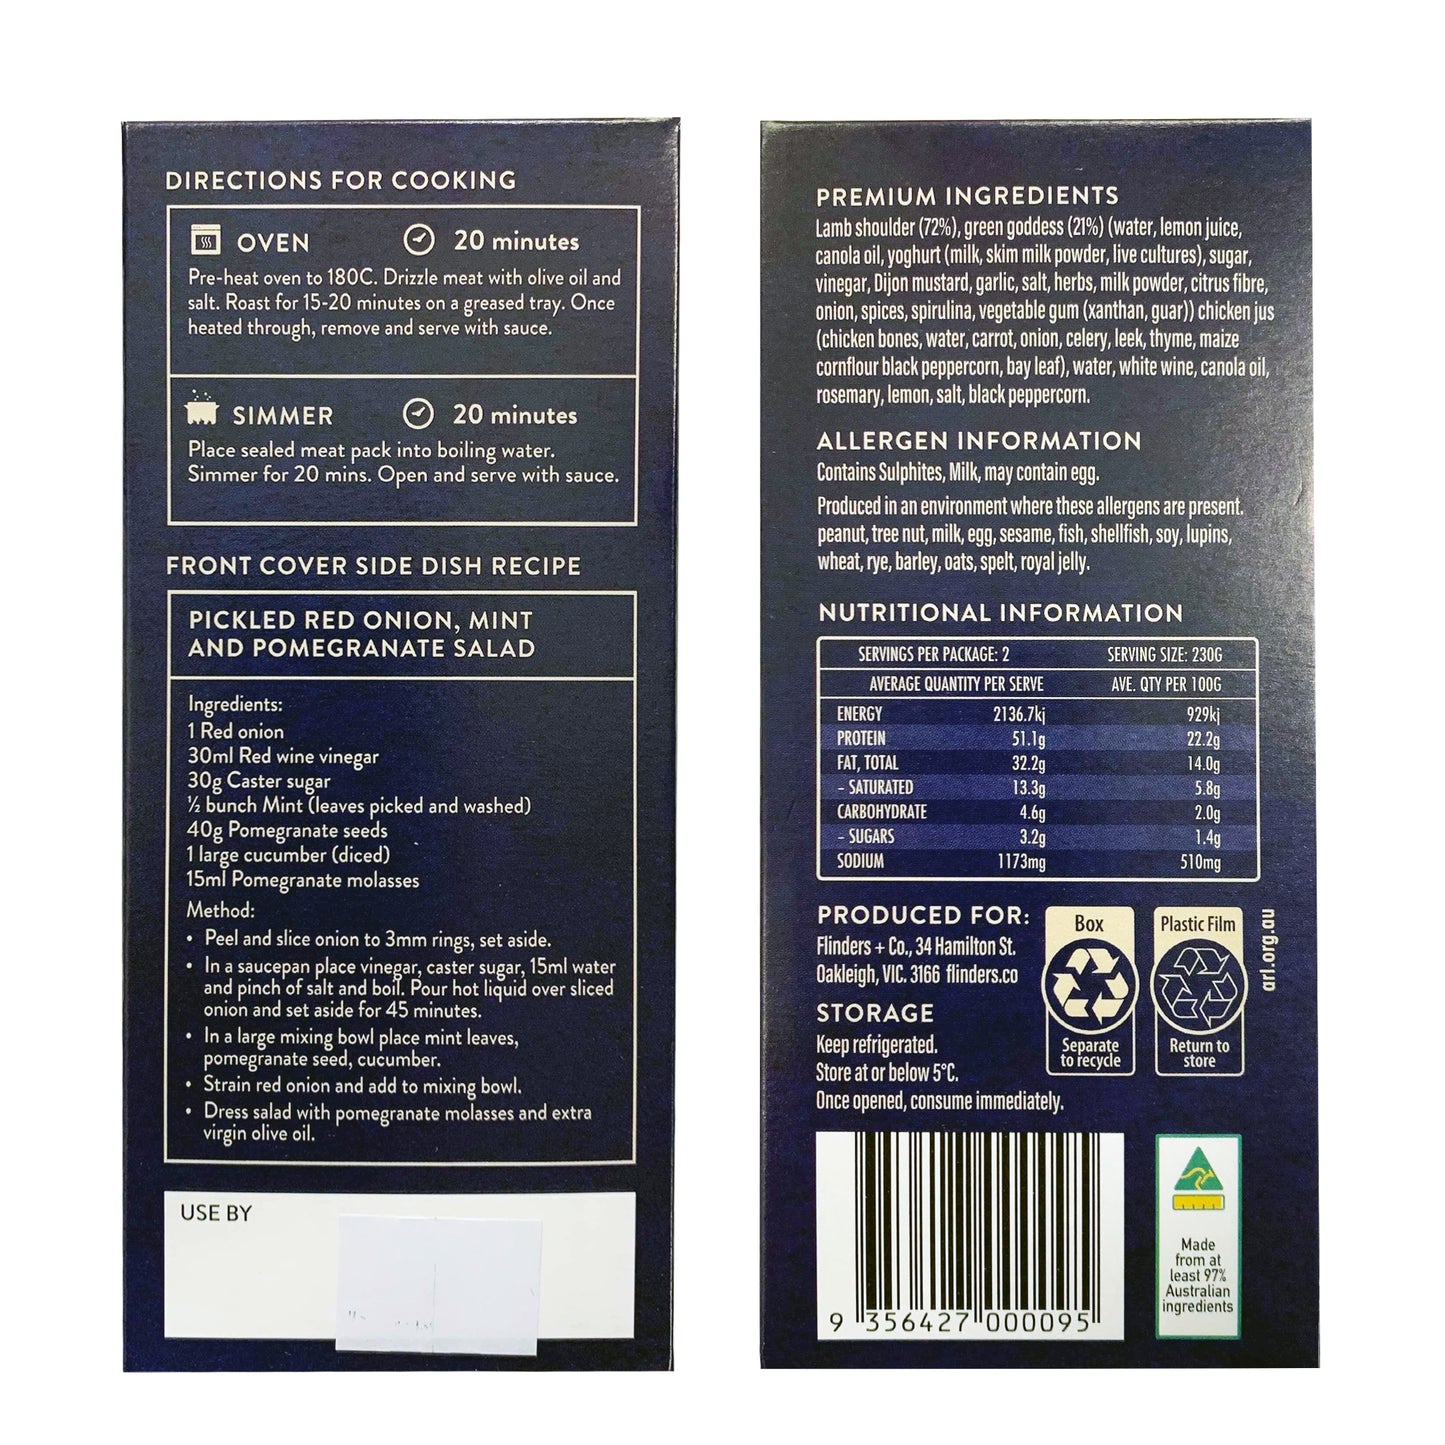 DIRECTIONS FOR COOKING
OVEN 20 minutes
Pre-heat oven to 180C. Drizzle meat with olive oil and
salt. Roast for 15-20 minutes on a greased tray. Once
heated through, remove and serve with sauce.
SIMMER 20 minutes
Place sealed meat pack into boiling water.
Simmer for 20 mins. Open and serve with sauce.
FRONT COVER SIDE DISH RECIPE
PICKLED RED ONION, MINT
AND POMEGRANATE SALAD
Ingredients:
1 Red onion
30ml Red wine vinegar
30g Caster sugar
½ bunch Mint (leaves picked and washed)
40g Pomegranate seeds
1 large cucumber (diced)
15ml Pomegranate molasses
Method:
• Peel and slice onion to 3mm rings, set aside.
• In a saucepan place vinegar, caster sugar, 15ml water
and pinch of salt and boil. Pour hot liquid over sliced
onion and set aside for 45 minutes.
• In a large mixing bowl place mint leaves,
pomegranate seed, cucumber.
• Strain red onion and add to mixing bowl.
• Dress salad with pomegranate molasses and extra
virgin olive oil.
USE BY
PREMIUM INGREDIENTS
Lamb shoulder (72%), green goddess (21%) (water, lemon juice,
canola oil, yoghurt (milk, skim milk powder, live cultures), sugar,
vinegar, Dijon mustard, garlic, salt, herbs, milk powder, citrus fibre,
onion, spices, spirulina, vegetable gum (xanthan, guar)) chicken jus
(chicken bones, water, carrot, onion, celery, leek, thyme, maize
cornflour black peppercorn, bay leaf), water, white wine, canola oil,
rosemary, lemon, salt, black peppercorn.
ALLERGEN INFORMATION
Contains Sulphites, Milk, may contain egg.
Produced in an environment where these allergens are present.
peanut, tree nut, milk, egg, sesame, fish, shellfish, soy, lupins,
wheat, rye, barley, oats, spelt, royal jelly.
NUTRITIONAL INFORMATION
SERVINGS PER PACKAGE: 2 SERVING SIZE: 230G
AVERAGE QUANTITY PER SERVE AVE. QTY PER 100G
ENERGY 2136.7kj 929kj
PROTEIN 51.1g 22.2g
FAT, TOTAL 32.2g 14.0g
– SATURATED 13.3g 5.8g
CARBOHYDRATE 4.6g 2.0g
– SUGARS 3.2g 1.4g
SODIUM 1173mg 510mg
PRODUCED FOR:
Flinders + Co., 34 Hamilton St.
Oakleigh, VIC. 3166 flinders.co
STORAGE
Keep refrigerated.
Store at or below 5°C.
Once opened, consume immediately.
Box
Separate
to recycle
Plastic Film
Return to
store
arl.org.au
9 356427 000095
Made
from at
least 97%
Australian
ingredients